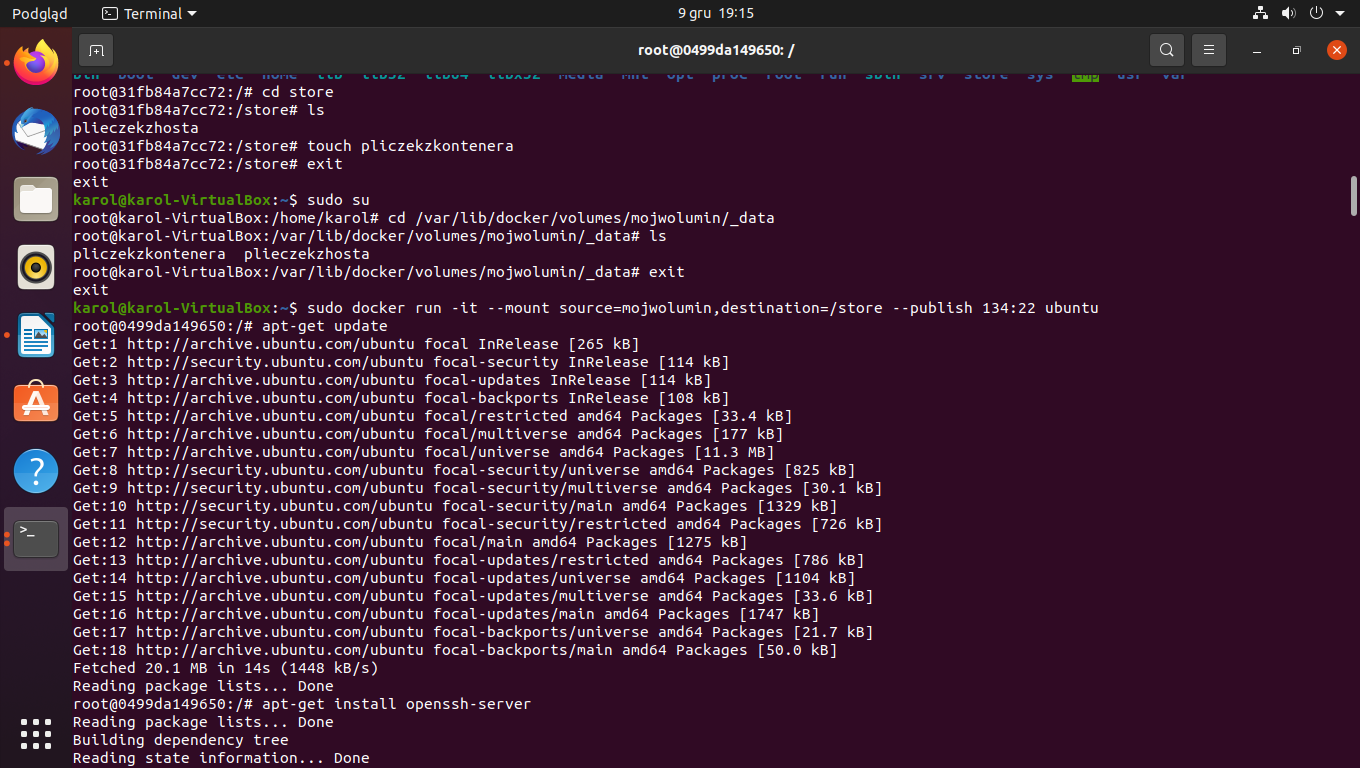 Podgląd
Terminal
9 gru 19:15
root@0499da149650: /
bin boot dev etc home lib lib32 lib64 libx32 media mnt opt proc root run sbin srv store sys tmp usr var
root@31fb84a7cc72:/# cd store
root@31fb84a7cc72:/store# ls
plieczekzhosta
root@31fb84a7cc72:/store# touch pliczekzkontenera
root@31fb84a7cc72:/store# exit
exit
karol@karol-VirtualBox:~$ sudo su
root@karol-VirtualBox:/home/karol# cd /var/lib/docker/volumes/mojwolumin/_data
root@karol-VirtualBox:/var/lib/docker/volumes/mojwolumin/_data# ls
pliczekzkontenera  plieczekzhosta
root@karol-VirtualBox:/var/lib/docker/volumes/mojwolumin/_data# exit
exit
karol@karol-VirtualBox:~$ sudo docker run -it --mount source=mojwolumin,destination=/store --publish 134:22 ubuntu
root@0499da149650:/# apt-get update
Get:1 http://archive.ubuntu.com/ubuntu focal InRelease [265 kB]
Get:2 http://security.ubuntu.com/ubuntu focal-security InRelease [114 kB]
Get:3 http://archive.ubuntu.com/ubuntu focal-updates InRelease [114 kB]
Get:4 http://archive.ubuntu.com/ubuntu focal-backports InRelease [108 kB]
Get:5 http://archive.ubuntu.com/ubuntu focal/restricted amd64 Packages [33.4 kB]
Get:6 http://archive.ubuntu.com/ubuntu focal/multiverse amd64 Packages [177 kB]
Get:7 http://archive.ubuntu.com/ubuntu focal/universe amd64 Packages [11.3 MB]
Get:8 http://security.ubuntu.com/ubuntu focal-security/universe amd64 Packages [825 kB]
Get:9 http://security.ubuntu.com/ubuntu focal-security/multiverse amd64 Packages [30.1 kB]
Get:10 http://security.ubuntu.com/ubuntu focal-security/main amd64 Packages [1329 kB]
Get:11 http://security.ubuntu.com/ubuntu focal-security/restricted amd64 Packages [726 kB]
Get:12 http://archive.ubuntu.com/ubuntu focal/main amd64 Packages [1275 kB]
Get:13 http://archive.ubuntu.com/ubuntu focal-updates/restricted amd64 Packages [786 kB]
Get:14 http://archive.ubuntu.com/ubuntu focal-updates/universe amd64 Packages [1104 kB]
Get:15 http://archive.ubuntu.com/ubuntu focal-updates/multiverse amd64 Packages [33.6 kB]
Get:16 http://archive.ubuntu.com/ubuntu focal-updates/main amd64 Packages [1747 kB]
Get:17 http://archive.ubuntu.com/ubuntu focal-backports/universe amd64 Packages [21.7 kB]
Get:18 http://archive.ubuntu.com/ubuntu focal-backports/main amd64 Packages [50.0 kB]
Fetched 20.1 MB in 14s (1448 kB/s)
Reading package lists... Done
root@0499da149650:/# apt-get install openssh-server
Reading package lists... Done
Building dependency tree
Reading state information... Done